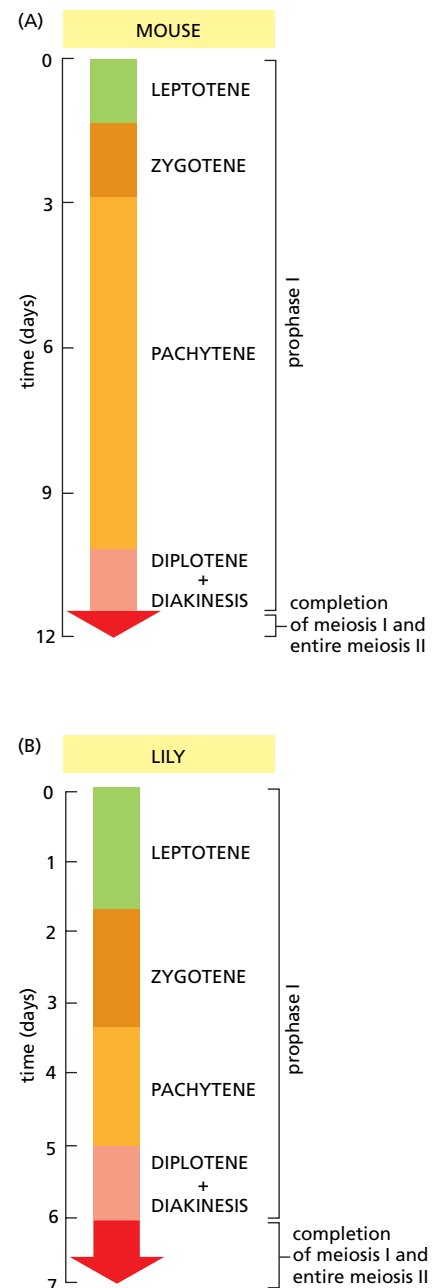 (A)
MOUSE
0
3
6
9
12
time (days)
LEPTOTENE
ZYGOTENE
PACHYTENE
DIPLOTENE
+
DIAKINESIS
prophase I
completion
of meiosis I and
entire meiosis II
(B)
LILY
0
1
2
3
4
5
6
7
time (days)
LEPTOTENE
ZYGOTENE
PACHYTENE
DIPLOTENE
+
DIAKINESIS
prophase I
completion
of meiosis I and
entire meiosis II